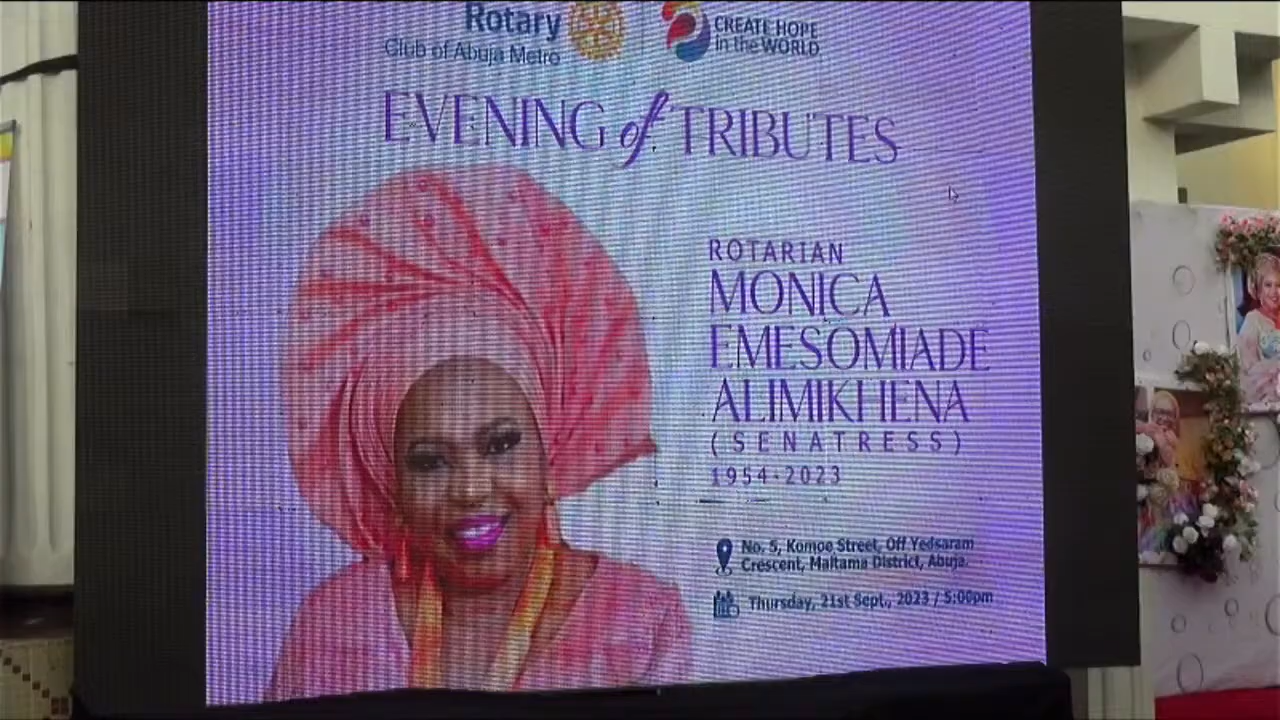 Rotary
Club of Abuja Metro
CREATE HOPE
in the WORLD
EVENING of TRIBUTES
ROTARIAN
MONICA
EMESOMIADE
ALIMIKHENA
(SENATRESS)
1954-2023
No. 5, Komoe Street, Off Yedsaram
Crescent, Maitama District, Abuja.
Thursday, 21st Sept., 2023 / 5:00pm